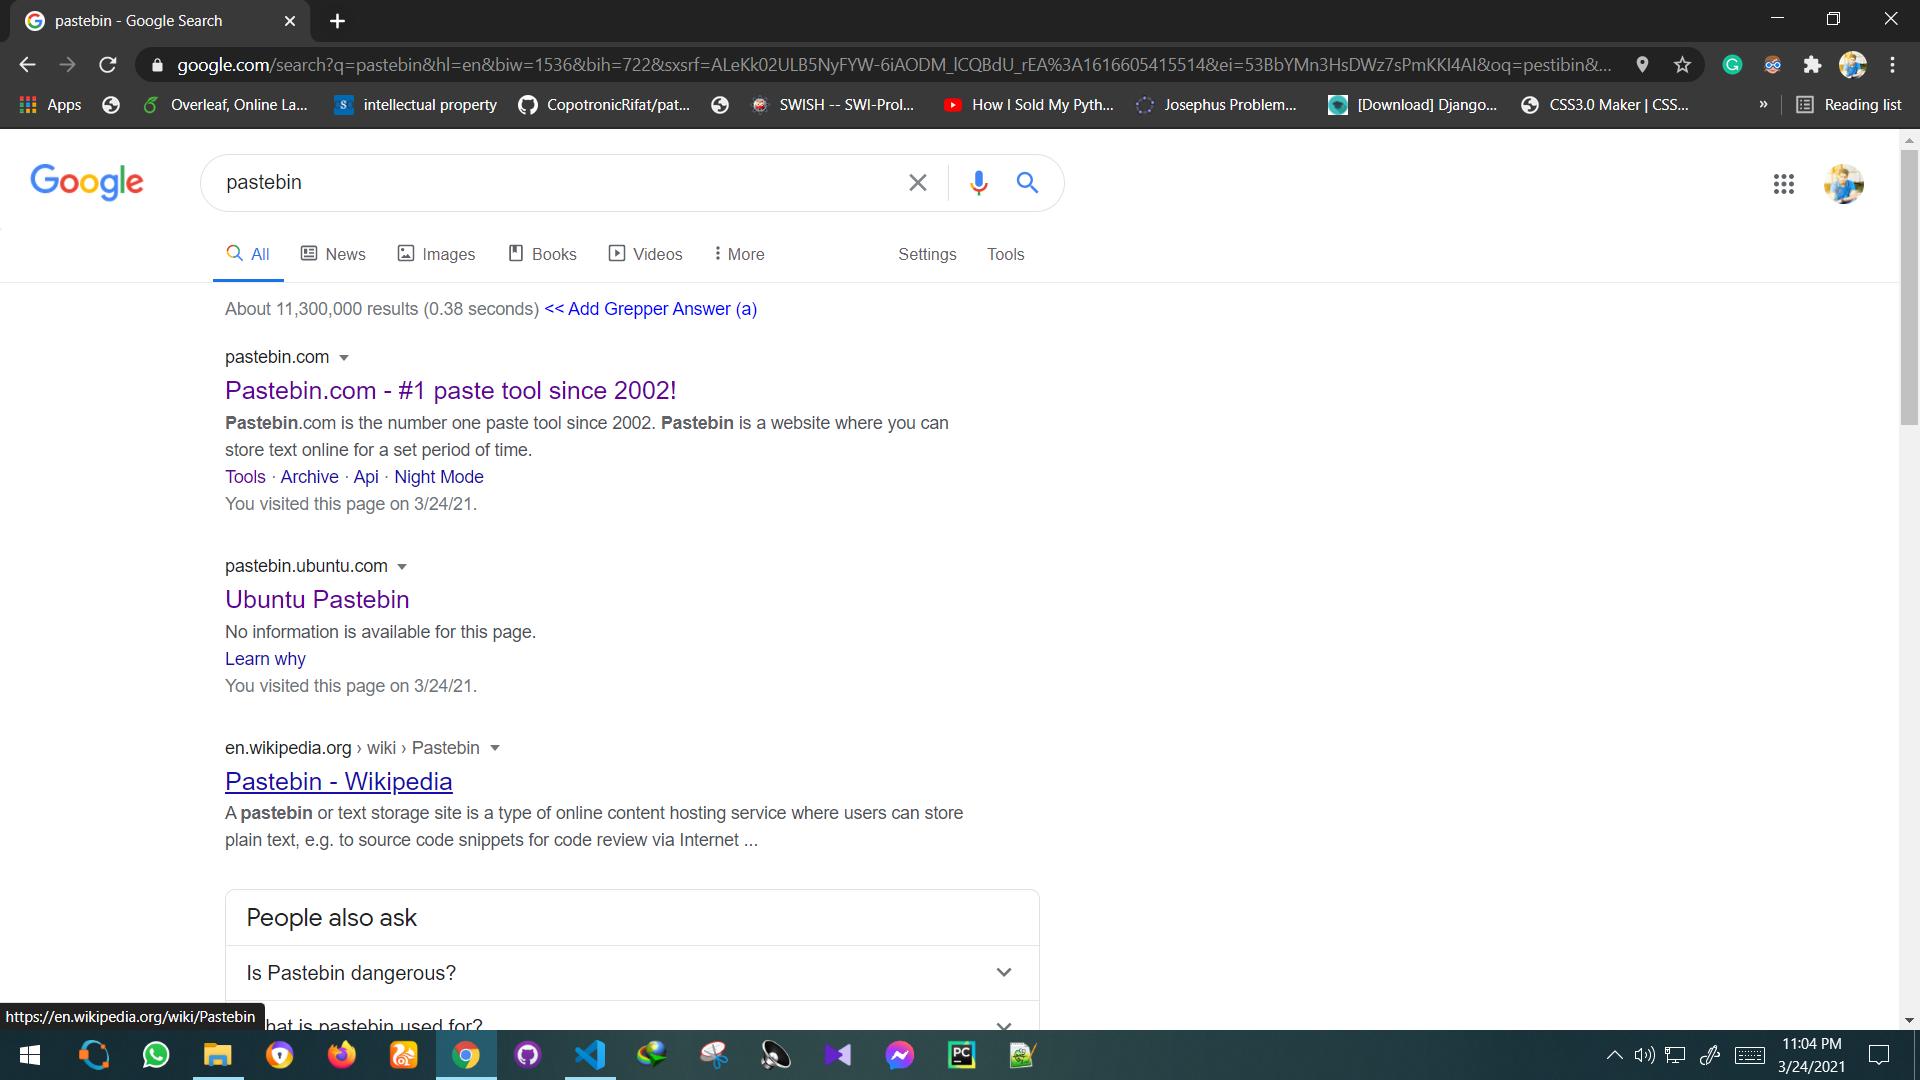 pastebin - Google Search
google.com/search?q=pastebin&hl=en&biw=1536&bih=722&sxsrf=ALeKk02ULB5NyFYW-6iAODM_lCQBdU_rEA%3A1616605415514&ei=53BbYMn3HsDWz7sPmKKI4AI&oq=pestibin&...
Apps Overleaf, Online La... intellectual property CopotronicRifat/pat... SWISH -- SWI-Prol... How I Sold My Pyth... Josephus Problem... [Download] Django... CSS3.0 Maker | CSS... » Reading list
Google pastebin
All News Images Books Videos More Settings Tools
About 11,300,000 results (0.38 seconds) << Add Grepper Answer (a)
pastebin.com
Pastebin.com - #1 paste tool since 2002!
Pastebin.com is the number one paste tool since 2002. Pastebin is a website where you can
store text online for a set period of time.
Tools · Archive · Api · Night Mode
You visited this page on 3/24/21.
pastebin.ubuntu.com
Ubuntu Pastebin
No information is available for this page.
Learn why
You visited this page on 3/24/21.
en.wikipedia.org › wiki › Pastebin
Pastebin - Wikipedia
A pastebin or text storage site is a type of online content hosting service where users can store
plain text, e.g. to source code snippets for code review via Internet ...
People also ask
Is Pastebin dangerous?
https://en.wikipedia.org/wiki/Pastebin
hat is pastebin used for?
11:04 PM
3/24/2021